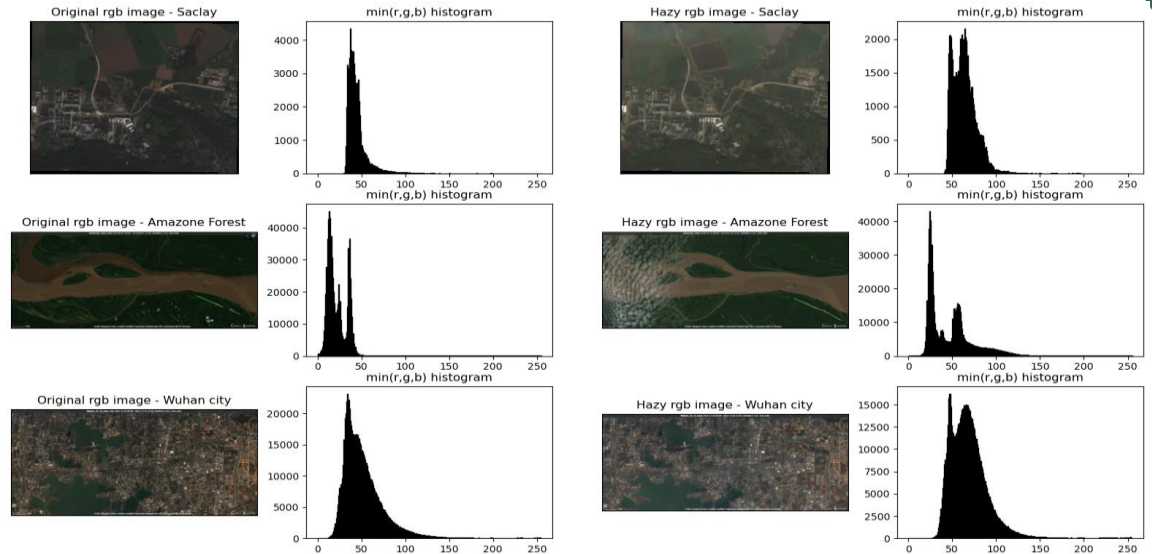 Original rgb image - Saclay
min(r,g,b) histogram
4000
3000
2000
1000
0
0 50 100 150 200 250
Hazy rgb image - Saclay
min(r,g,b) histogram
2000
1500
1000
500
0
0 50 100 150 200 250
Original rgb image - Amazone Forest
min(r,g,b) histogram
40000
30000
20000
10000
0
0 50 100 150 200 250
Hazy rgb image - Amazone Forest
min(r,g,b) histogram
40000
30000
20000
10000
0
0 50 100 150 200 250
Original rgb image - Wuhan city
min(r,g,b) histogram
20000
15000
10000
5000
0
0 50 100 150 200 250
Hazy rgb image - Wuhan city
min(r,g,b) histogram
15000
12500
10000
7500
5000
2500
0
0 50 100 150 200 250